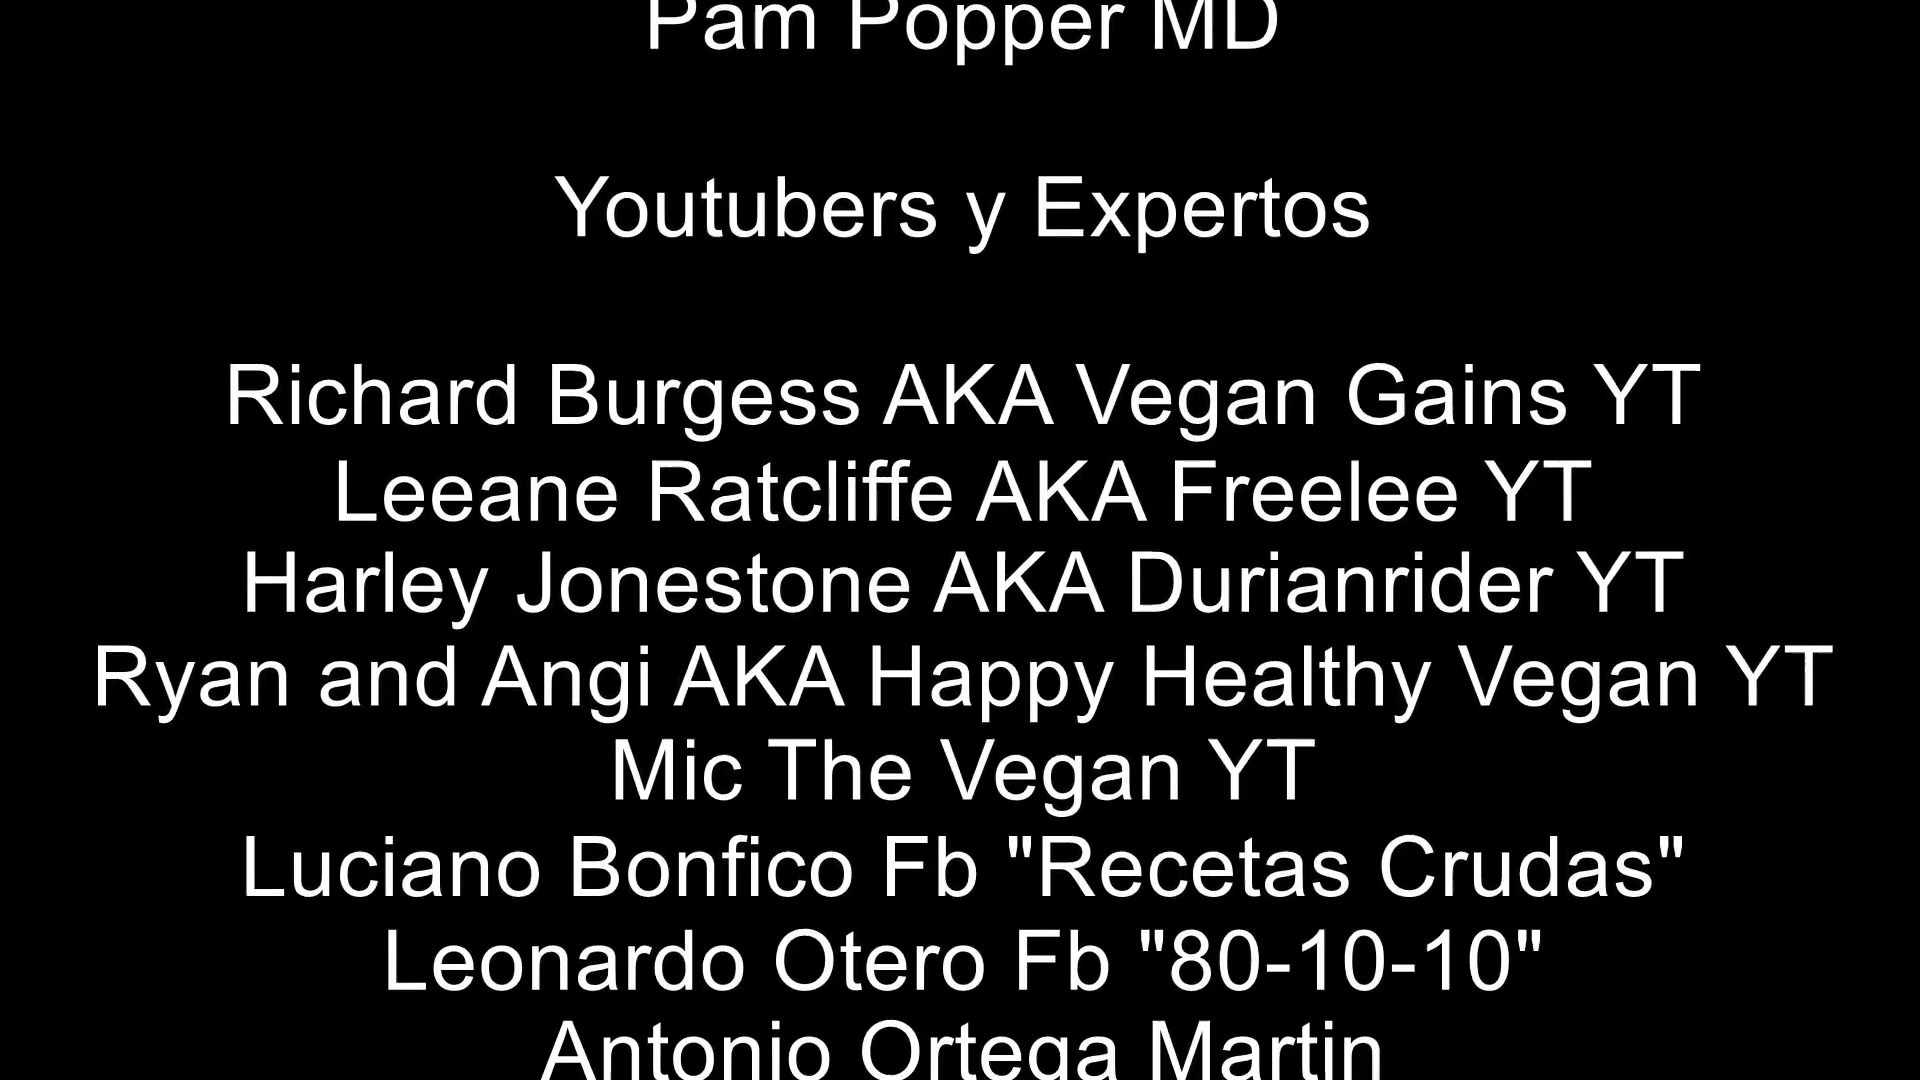 Pam Popper MD
Youtubers y Expertos
Richard Burgess AKA Vegan Gains YT
Leeane Ratcliffe AKA Freelee YT
Harley Jonestone AKA Durianrider YT
Ryan and Angi AKA Happy Healthy Vegan YT
Mic The Vegan YT
Luciano Bonfico Fb "Recetas Crudas"
Leonardo Otero Fb "80-10-10"
Antonio Ortega Martin